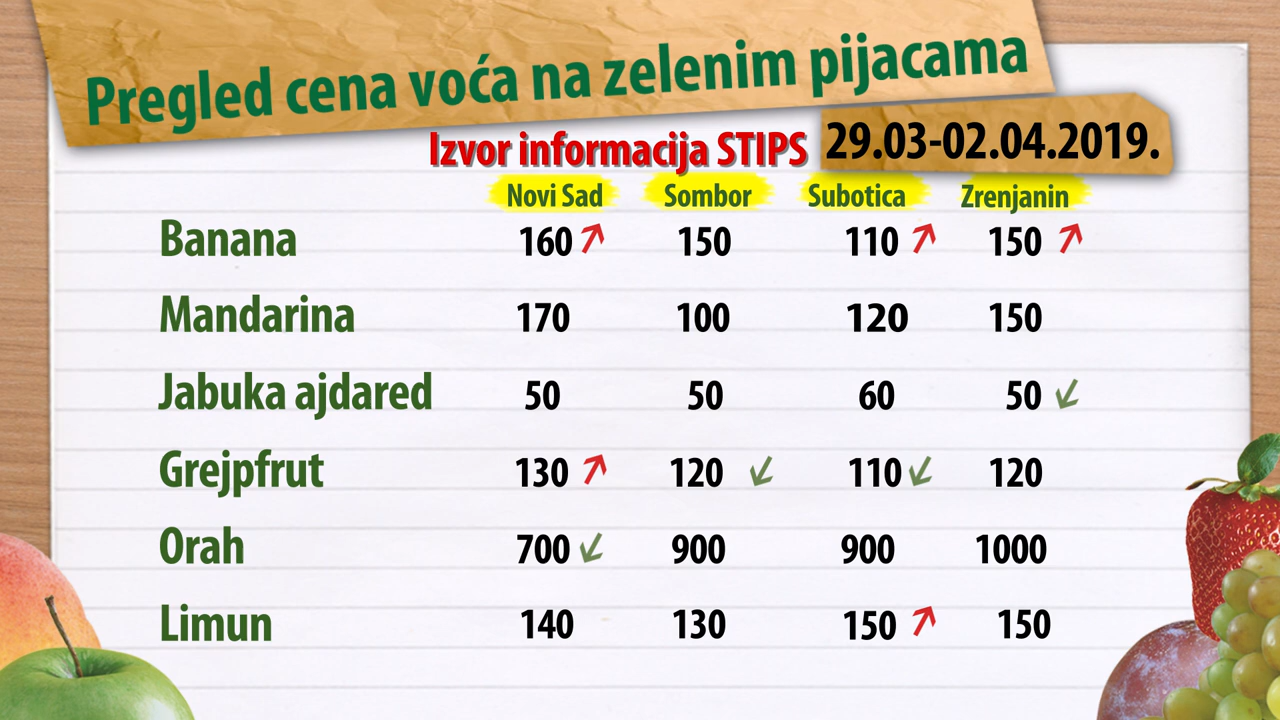 Pregled cena voća na zelenim pijacama
Izvor informacija STIPS 29.03-02.04.2019.
Novi Sad Sombor Subotica Zrenjanin
Banana 160 150 110 150
Mandarina 170 100 120 150
Jabuka ajdared 50 50 60 50
Grejpfrut 130 120 110 120
Orah 700 900 900 1000
Limun 140 130 150 150